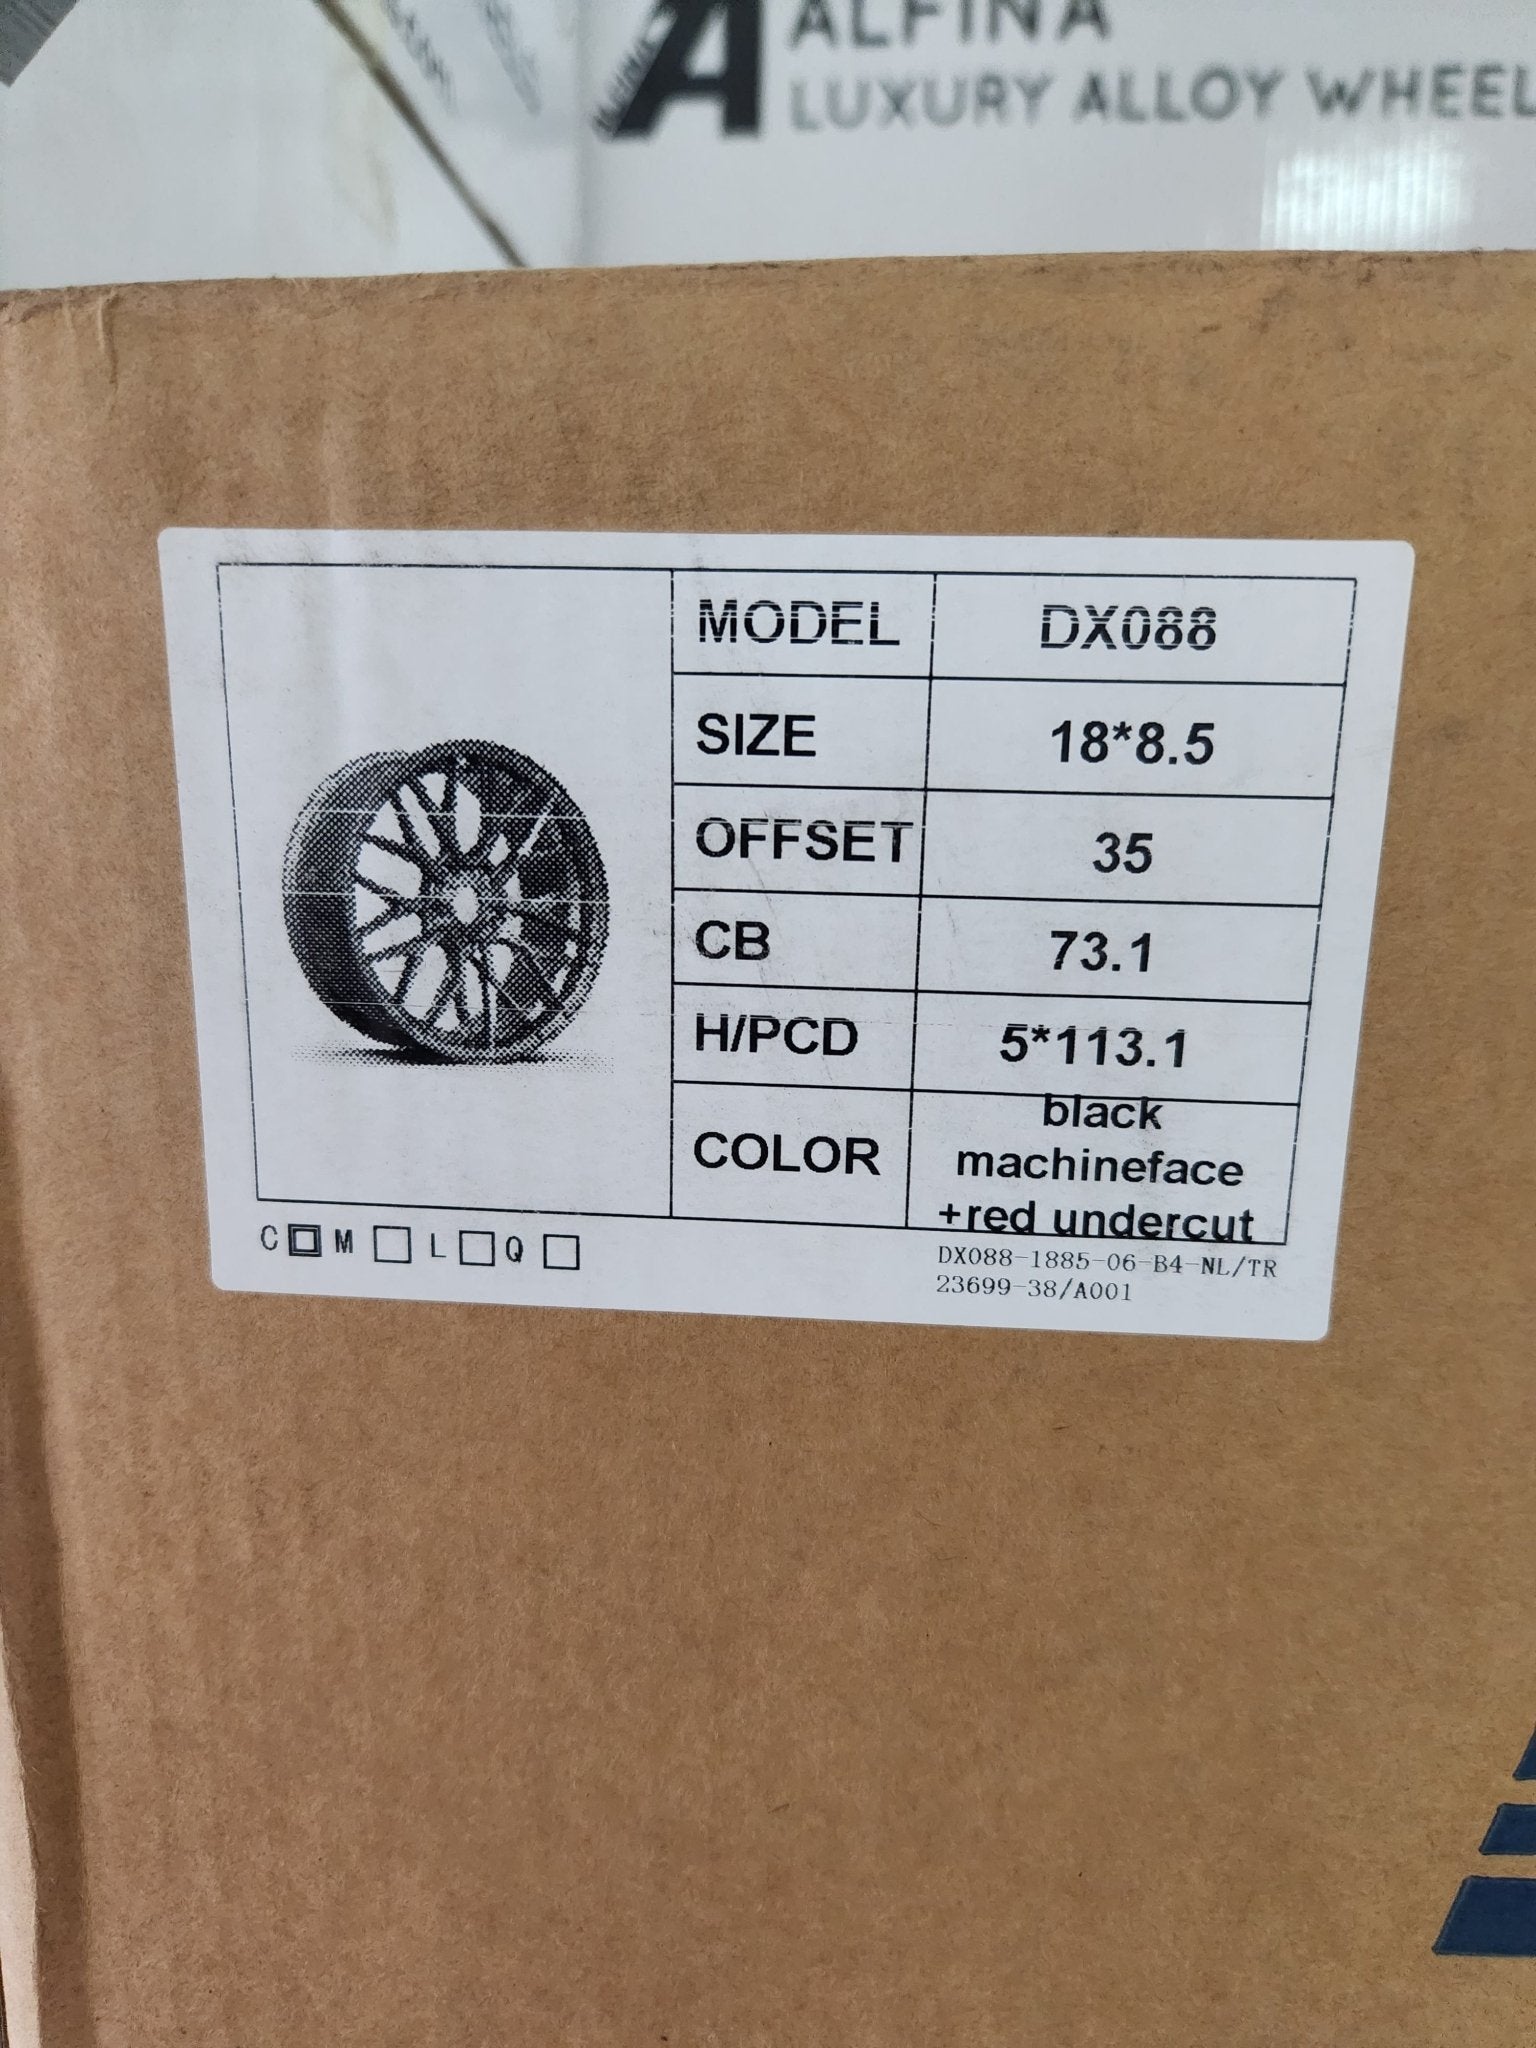 ALFINA
LUXURY ALLOY WHEEL
MODEL DX088
SIZE 18*8.5
OFFSET 35
CB 73.1
H/PCD 5*113.1
COLOR black
machineface
+red undercut
C M L Q
DX088-1885-06-B4-NL/TR
23699-38/A001